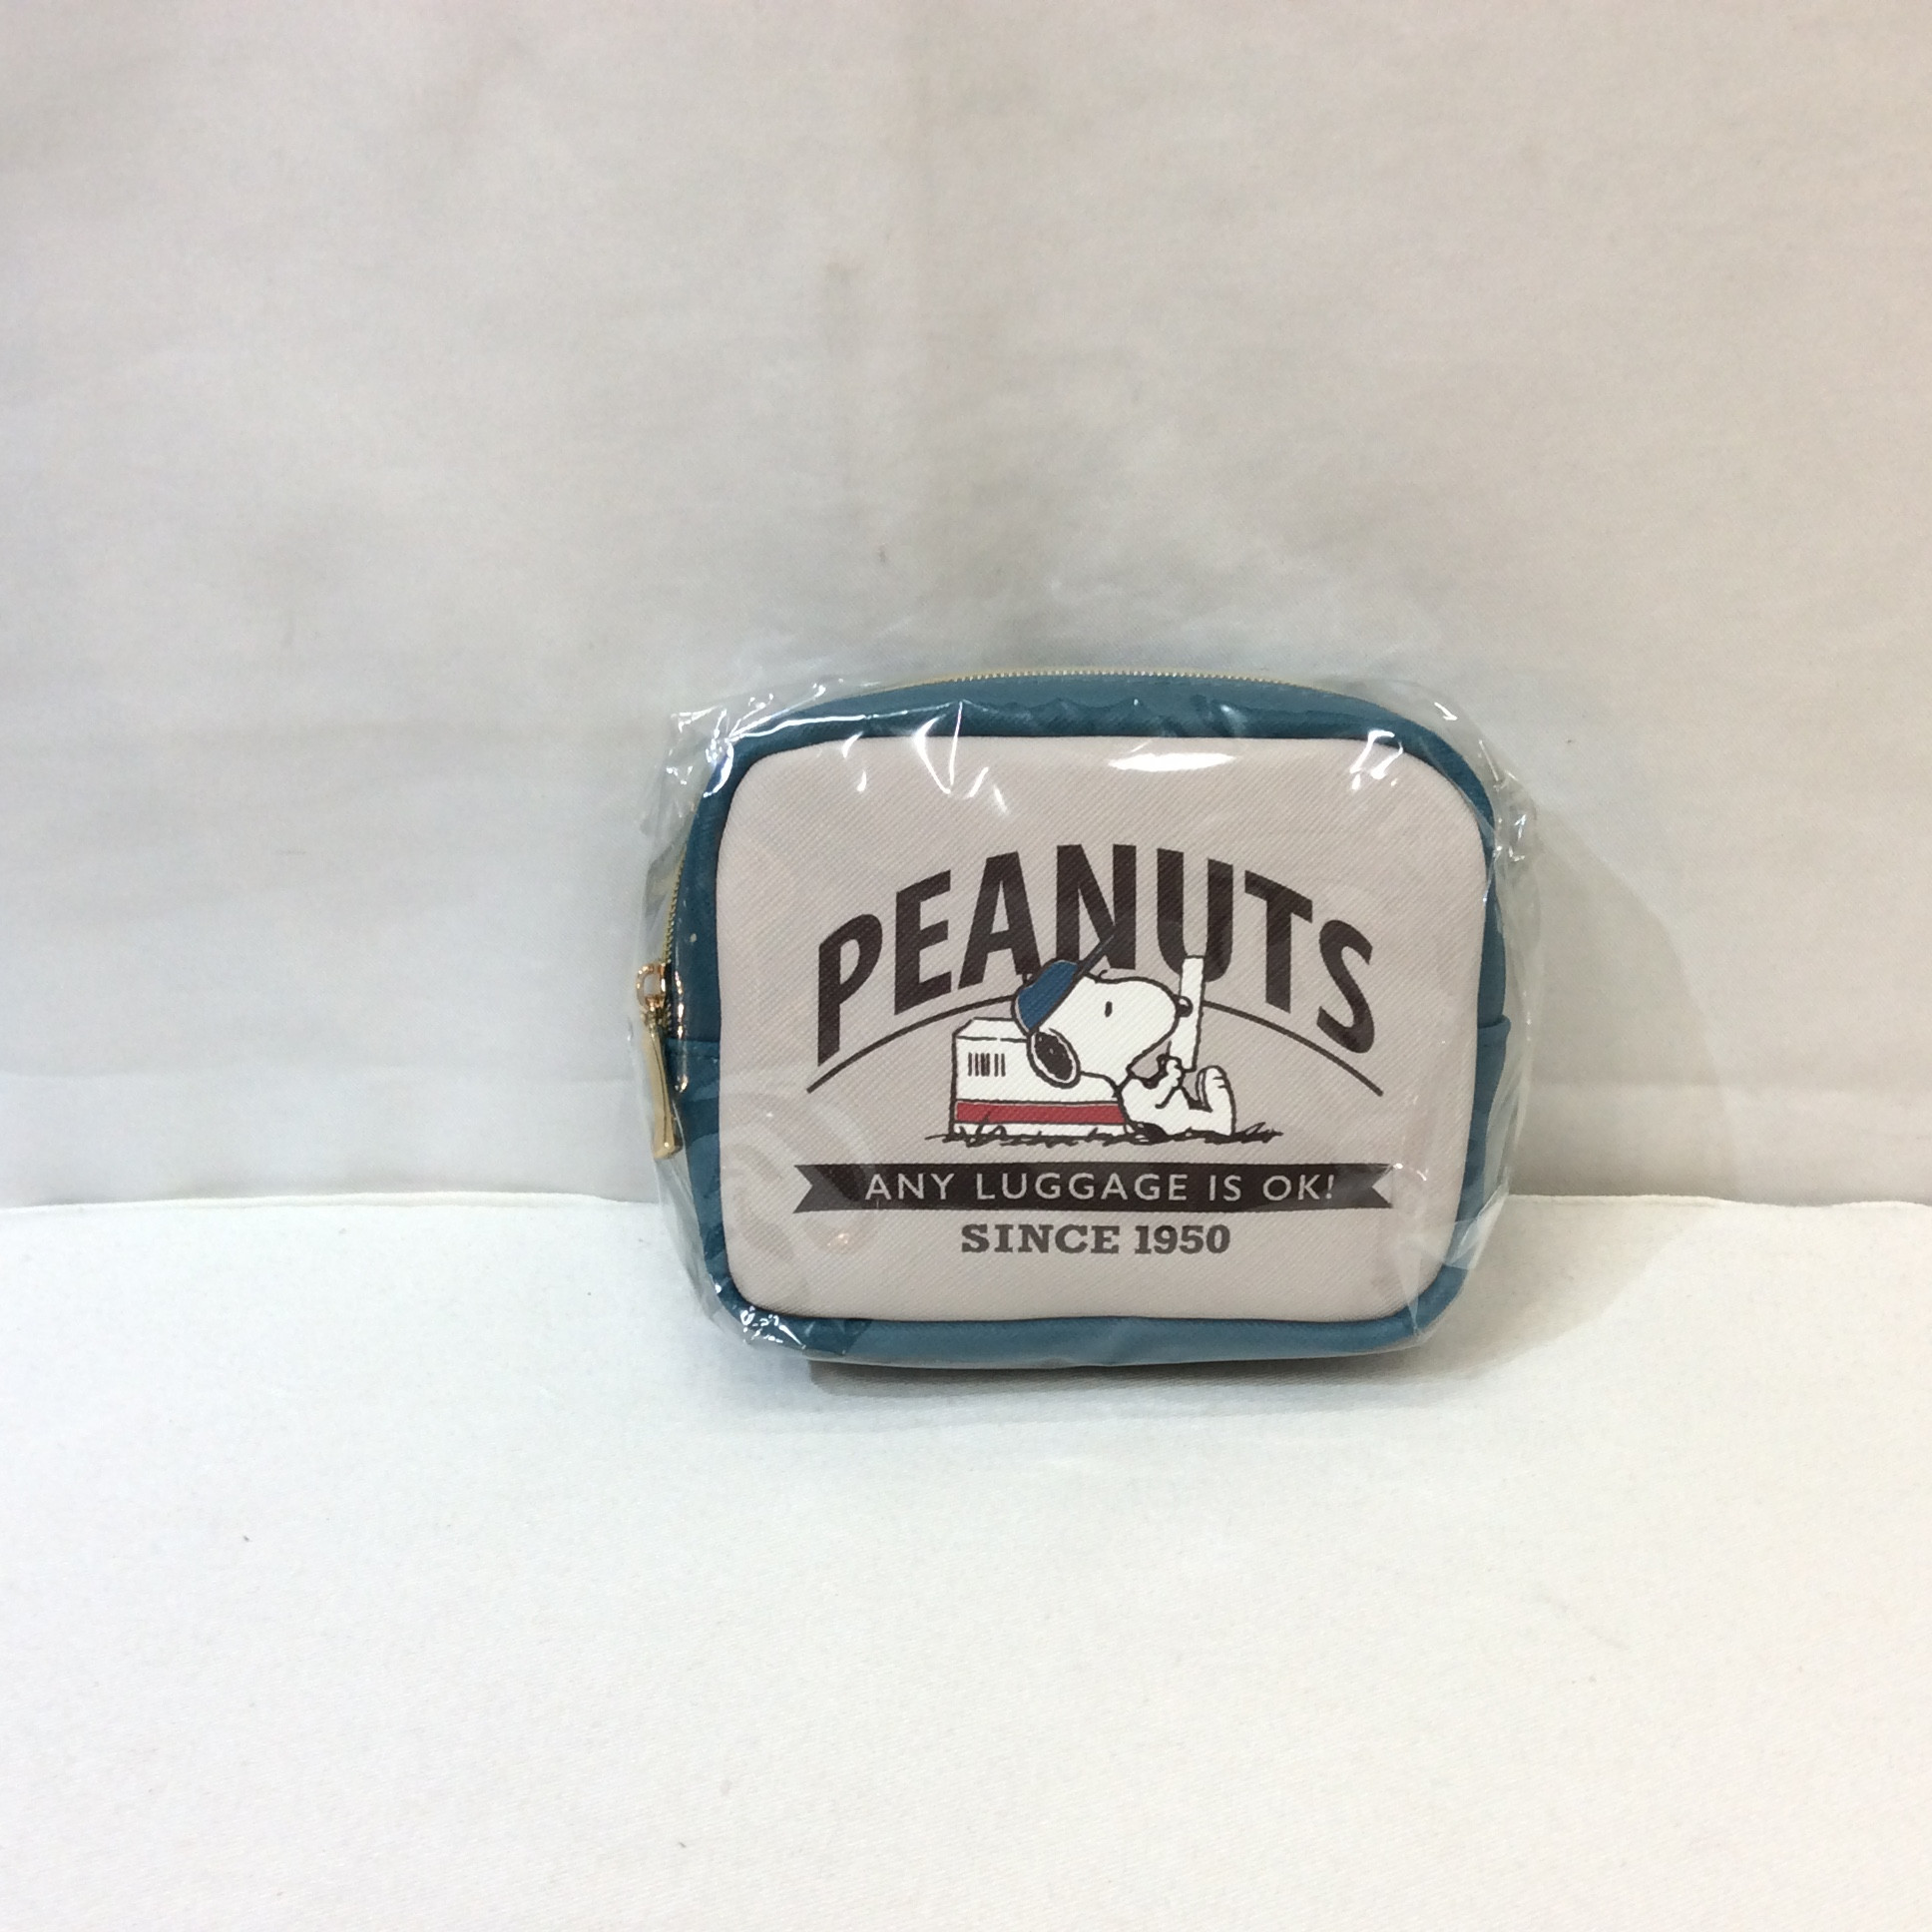 PEANUTS
ANY LUGGAGE IS OK!
SINCE 1950